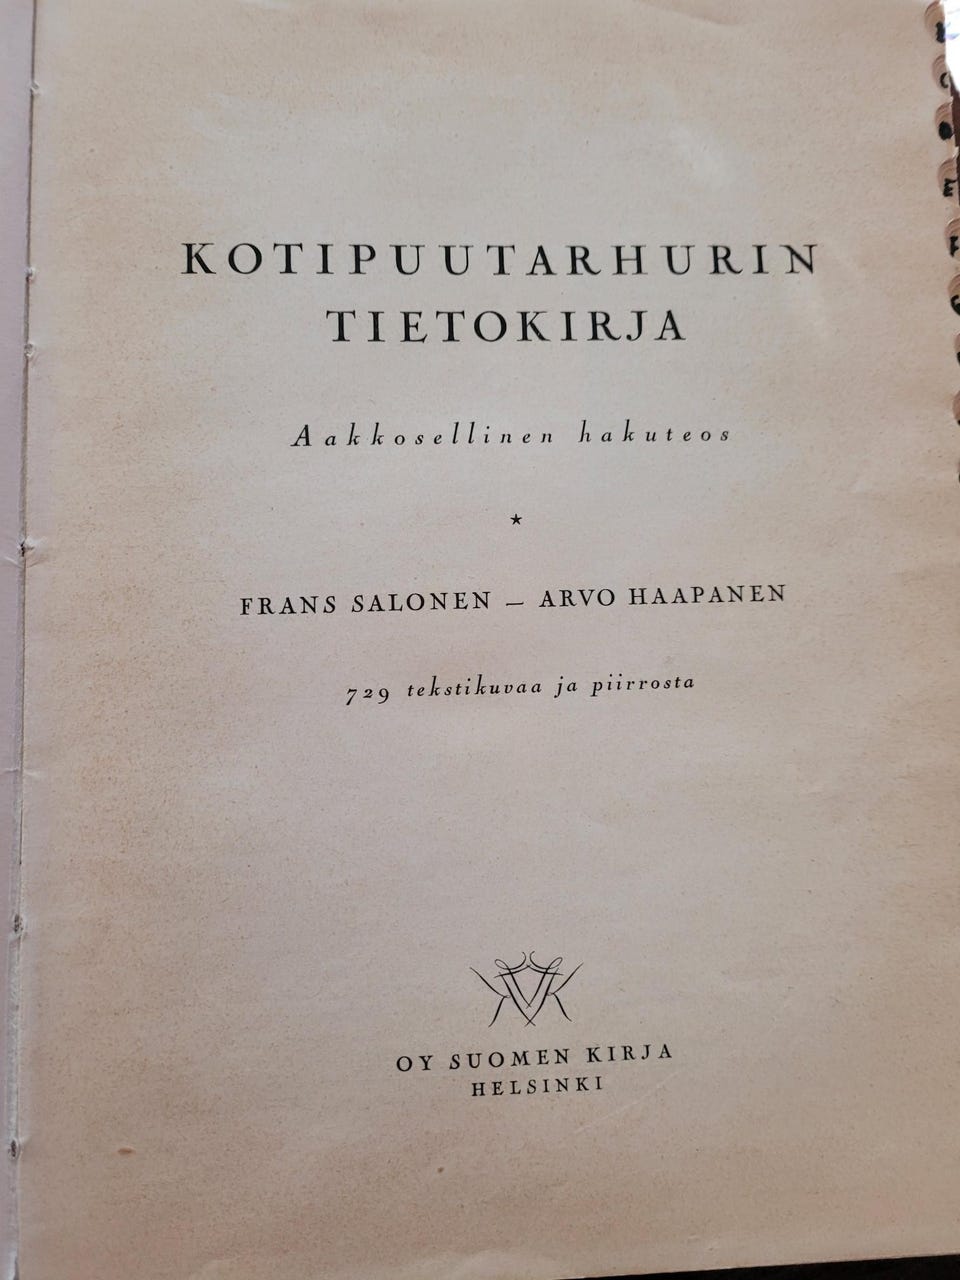 KOTIPUUTARHURIN
TIETOKIRJA
Aakkosellinen hakuteos
★
FRANS SALONEN — ARVO HAAPANEN
729 tekstikuvaa ja piirrosta
OY SUOMEN KIRJA
HELSINKI